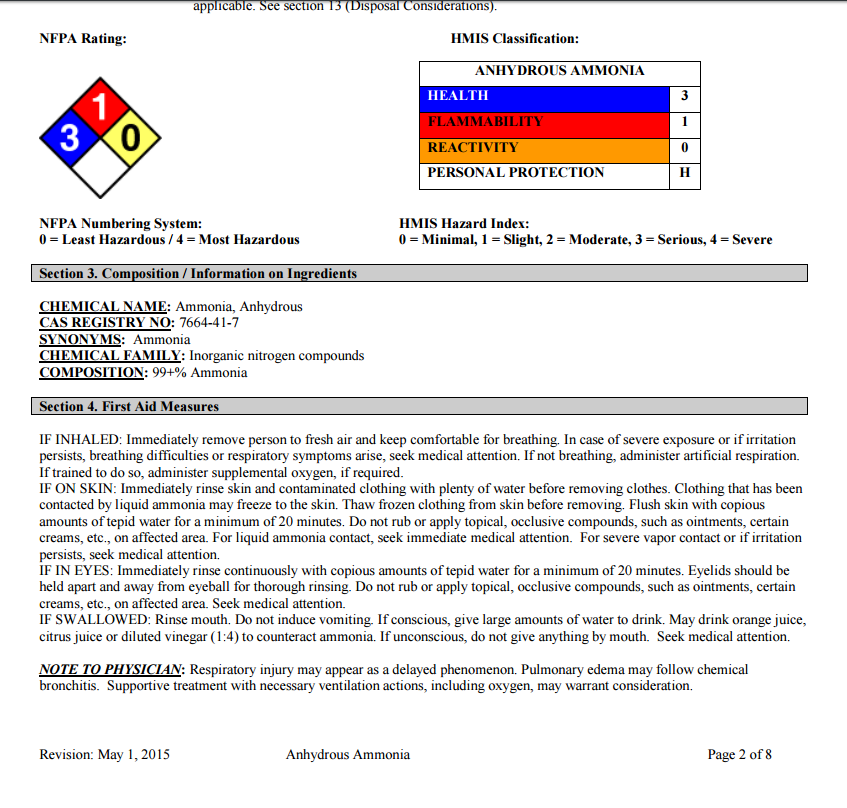 applicable. See section 13 (Disposal Considerations).
NFPA Rating:
HMIS Classification:
1
3
0
ANHYDROUS AMMONIA
HEALTH 3
FLAMMABILITY 1
REACTIVITY 0
PERSONAL PROTECTION H
NFPA Numbering System:
0 = Least Hazardous / 4 = Most Hazardous
HMIS Hazard Index:
0 = Minimal, 1 = Slight, 2 = Moderate, 3 = Serious, 4 = Severe
Section 3. Composition / Information on Ingredients
CHEMICAL NAME: Ammonia, Anhydrous
CAS REGISTRY NO: 7664-41-7
SYNONYMS: Ammonia
CHEMICAL FAMILY: Inorganic nitrogen compounds
COMPOSITION: 99+% Ammonia
Section 4. First Aid Measures
IF INHALED: Immediately remove person to fresh air and keep comfortable for breathing. In case of severe exposure or if irritation
persists, breathing difficulties or respiratory symptoms arise, seek medical attention. If not breathing, administer artificial respiration.
If trained to do so, administer supplemental oxygen, if required.
IF ON SKIN: Immediately rinse skin and contaminated clothing with plenty of water before removing clothes. Clothing that has been
contacted by liquid ammonia may freeze to the skin. Thaw frozen clothing from skin before removing. Flush skin with copious
amounts of tepid water for a minimum of 20 minutes. Do not rub or apply topical, occlusive compounds, such as ointments, certain
creams, etc., on affected area. For liquid ammonia contact, seek immediate medical attention. For severe vapor contact or if irritation
persists, seek medical attention.
IF IN EYES: Immediately rinse continuously with copious amounts of tepid water for a minimum of 20 minutes. Eyelids should be
held apart and away from eyeball for thorough rinsing. Do not rub or apply topical, occlusive compounds, such as ointments, certain
creams, etc., on affected area. Seek medical attention.
IF SWALLOWED: Rinse mouth. Do not induce vomiting. If conscious, give large amounts of water to drink. May drink orange juice,
citrus juice or diluted vinegar (1:4) to counteract ammonia. If unconscious, do not give anything by mouth. Seek medical attention.
NOTE TO PHYSICIAN: Respiratory injury may appear as a delayed phenomenon. Pulmonary edema may follow chemical
bronchitis. Supportive treatment with necessary ventilation actions, including oxygen, may warrant consideration.
Revision: May 1, 2015 Anhydrous Ammonia Page 2 of 8